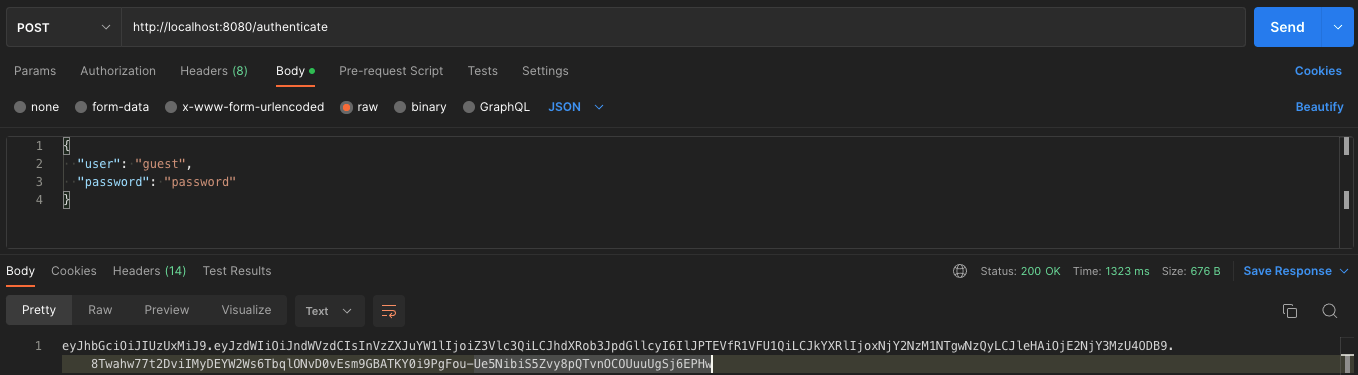 POST http://localhost:8080/authenticate Send
Params Authorization Headers (8) Body Pre-request Script Tests Settings Cookies
none form-data x-www-form-urlencoded raw binary GraphQL JSON Beautify
1 {
2 "user": "guest",
3 "password": "password"
4 }
Body Cookies Headers (14) Test Results Status: 200 OK Time: 1323 ms Size: 676 B Save Response
Pretty Raw Preview Visualize Text
1 eyJhbGciOiJIUzUxMiJ9.eyJzdWIiOiJndWVzdCIsInVzZXJuYW1lIjoiZ3Vlc3QiLCJhdXRob3JpdGllcyI6IlJPTEVfR1VFU1QiLCJkYXRlIjoxNjY2NzM1NTgwNzQyLCJleHAiOjE2NjY3MzU4ODB9.
8Twahw77t2DviIMyDEYW2Ws6TbqlONvD0vEsm9GBATKY0i9PgFou-Ue5NibiS5Zvy8pQTvnOCOUuuUgSj6EPHw